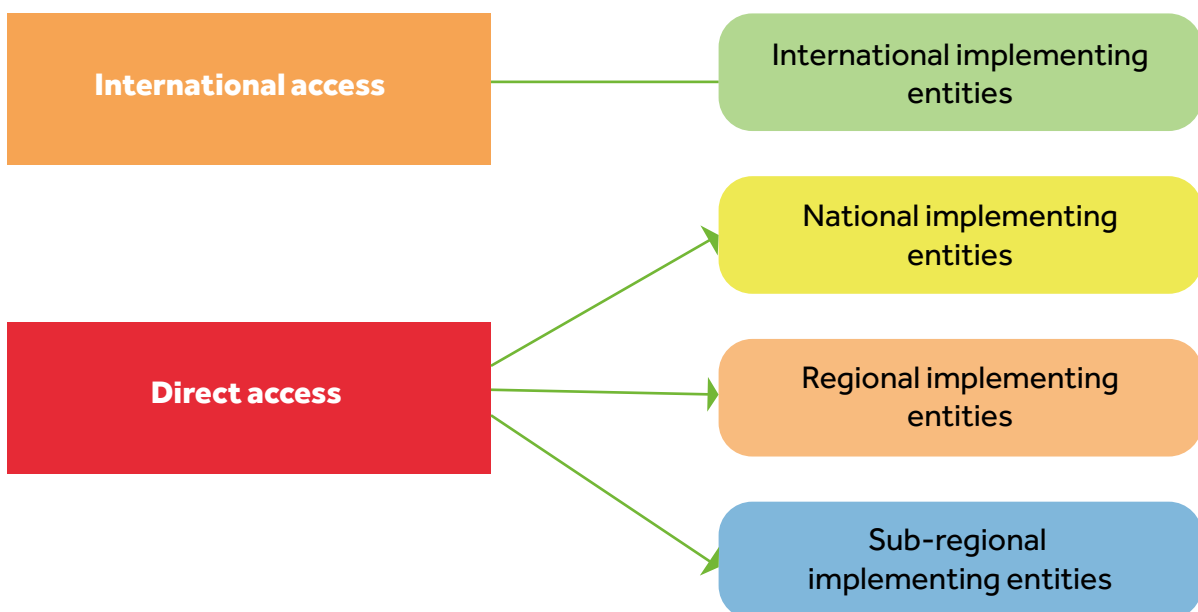 International access
International implementing
entities
National implementing
entities
Direct access
Regional implementing
entities
Sub-regional
implementing entities